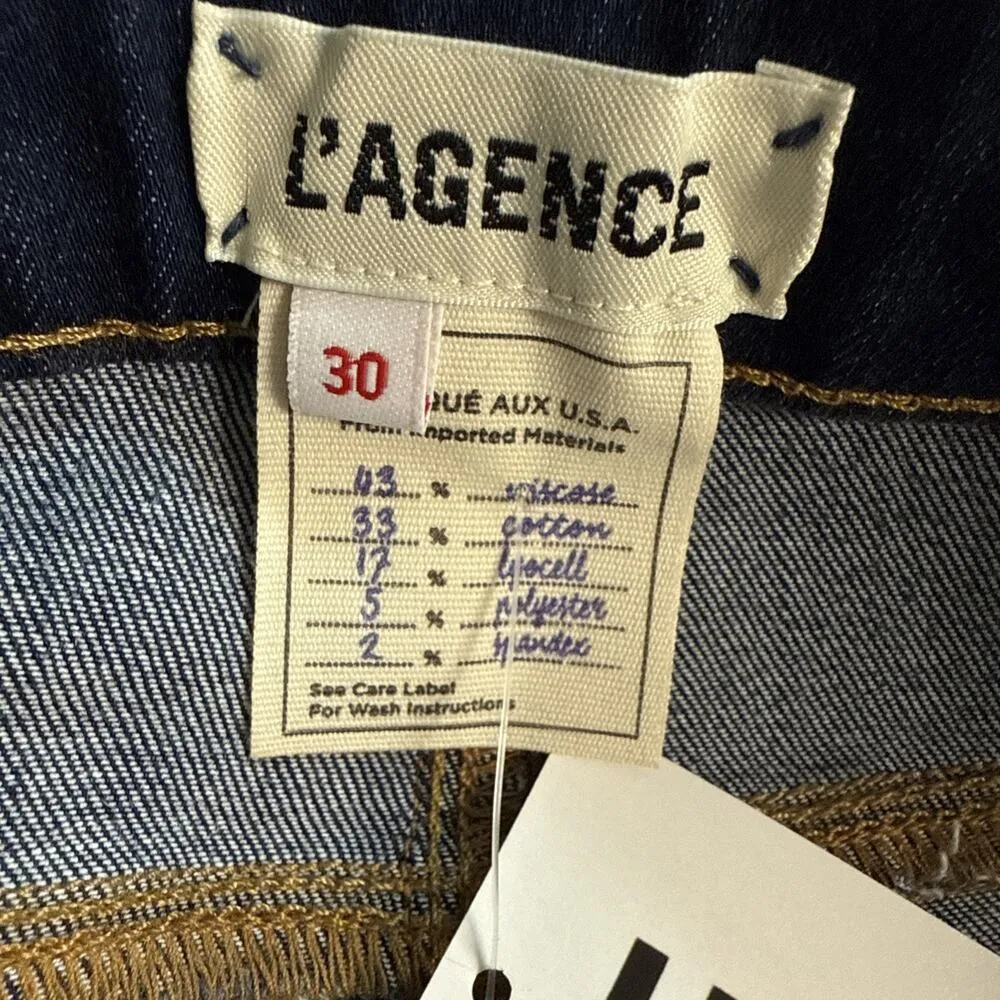 L'AGENCE
30
QUÉ AUX U.S.A.
From Imported Materials
43 % viscose
33 % cotton
17 % lyocell
5 % polyester
2 % spandex
See Care Label
For Wash Instructions